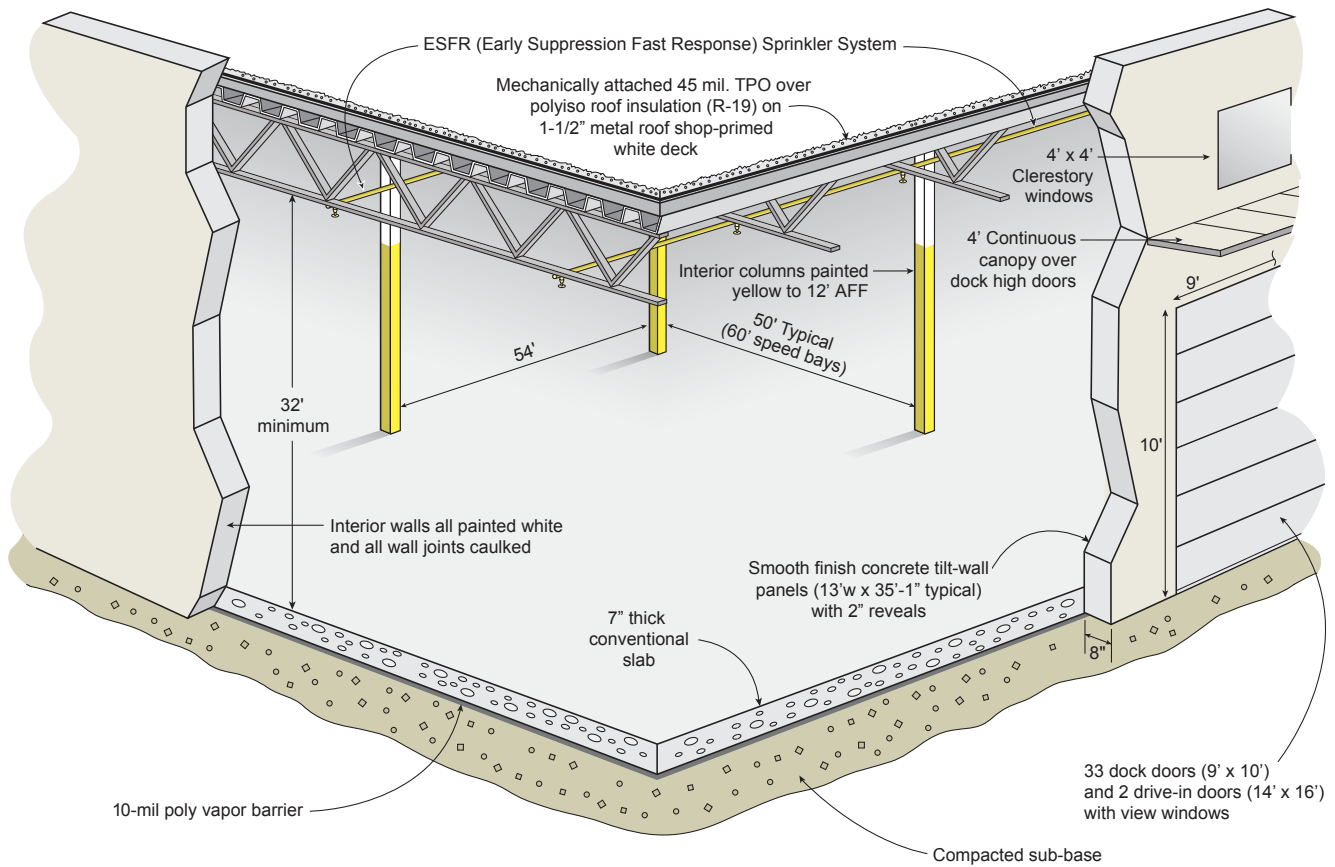 ESFR (Early Suppression Fast Response) Sprinkler System
Mechanically attached 45 mil. TPO over
polyiso roof insulation (R-19) on
1-1/2” metal roof shop-primed
white deck
4’ x 4’
Clerestory
windows
4’ Continuous
canopy over
dock high doors
9'
Interior columns painted
yellow to 12’ AFF
50' Typical
(60’ speed bays)
54'
32'
minimum
10'
Interior walls all painted white
and all wall joints caulked
Smooth finish concrete tilt-wall
panels (13’w x 35’-1” typical)
with 2” reveals
7” thick
conventional
slab
8"
33 dock doors (9’ x 10’)
and 2 drive-in doors (14’ x 16’)
with view windows
10-mil poly vapor barrier
Compacted sub-base